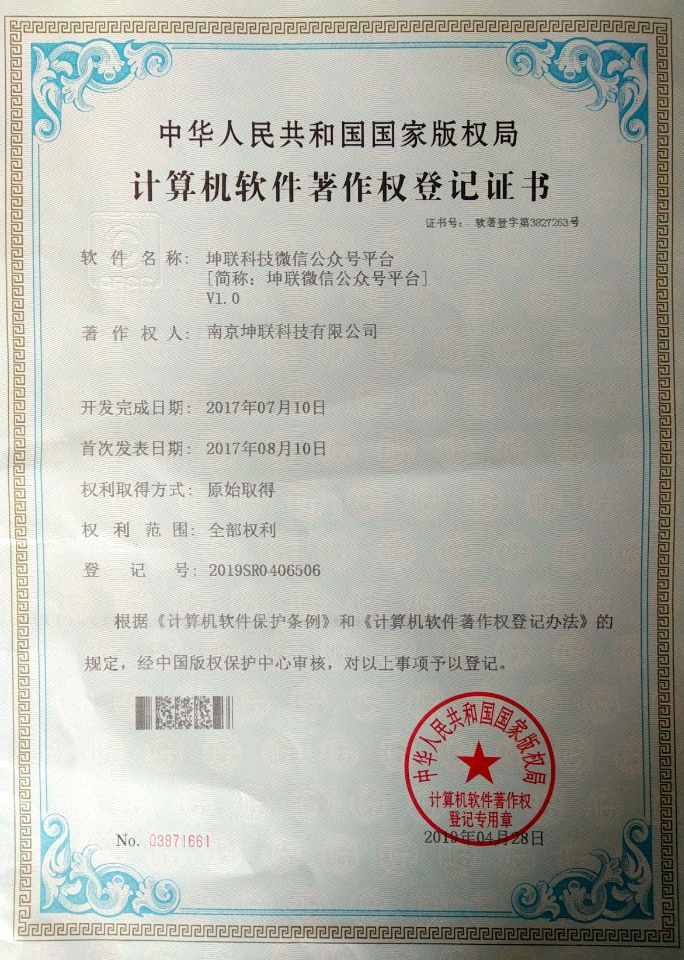 中华人民共和国国家版权局
计算机软件著作权登记证书
证书号： 软著登字第3827263号
软件名称： 坤联科技微信公众号平台
[简称：坤联微信公众号平台]
V1.0
著作权人： 南京坤联科技有限公司
开发完成日期： 2017年07月10日
首次发表日期： 2017年08月10日
权利取得方式： 原始取得
权利范围： 全部权利
登记号： 2019SR0406506
根据《计算机软件保护条例》和《计算机软件著作权登记办法》的
规定，经中国版权保护中心审核，对以上事项予以登记。
中华人民共和国国家版权局
计算机软件著作权
登记专用章
No. 03871661
2019年04月28日